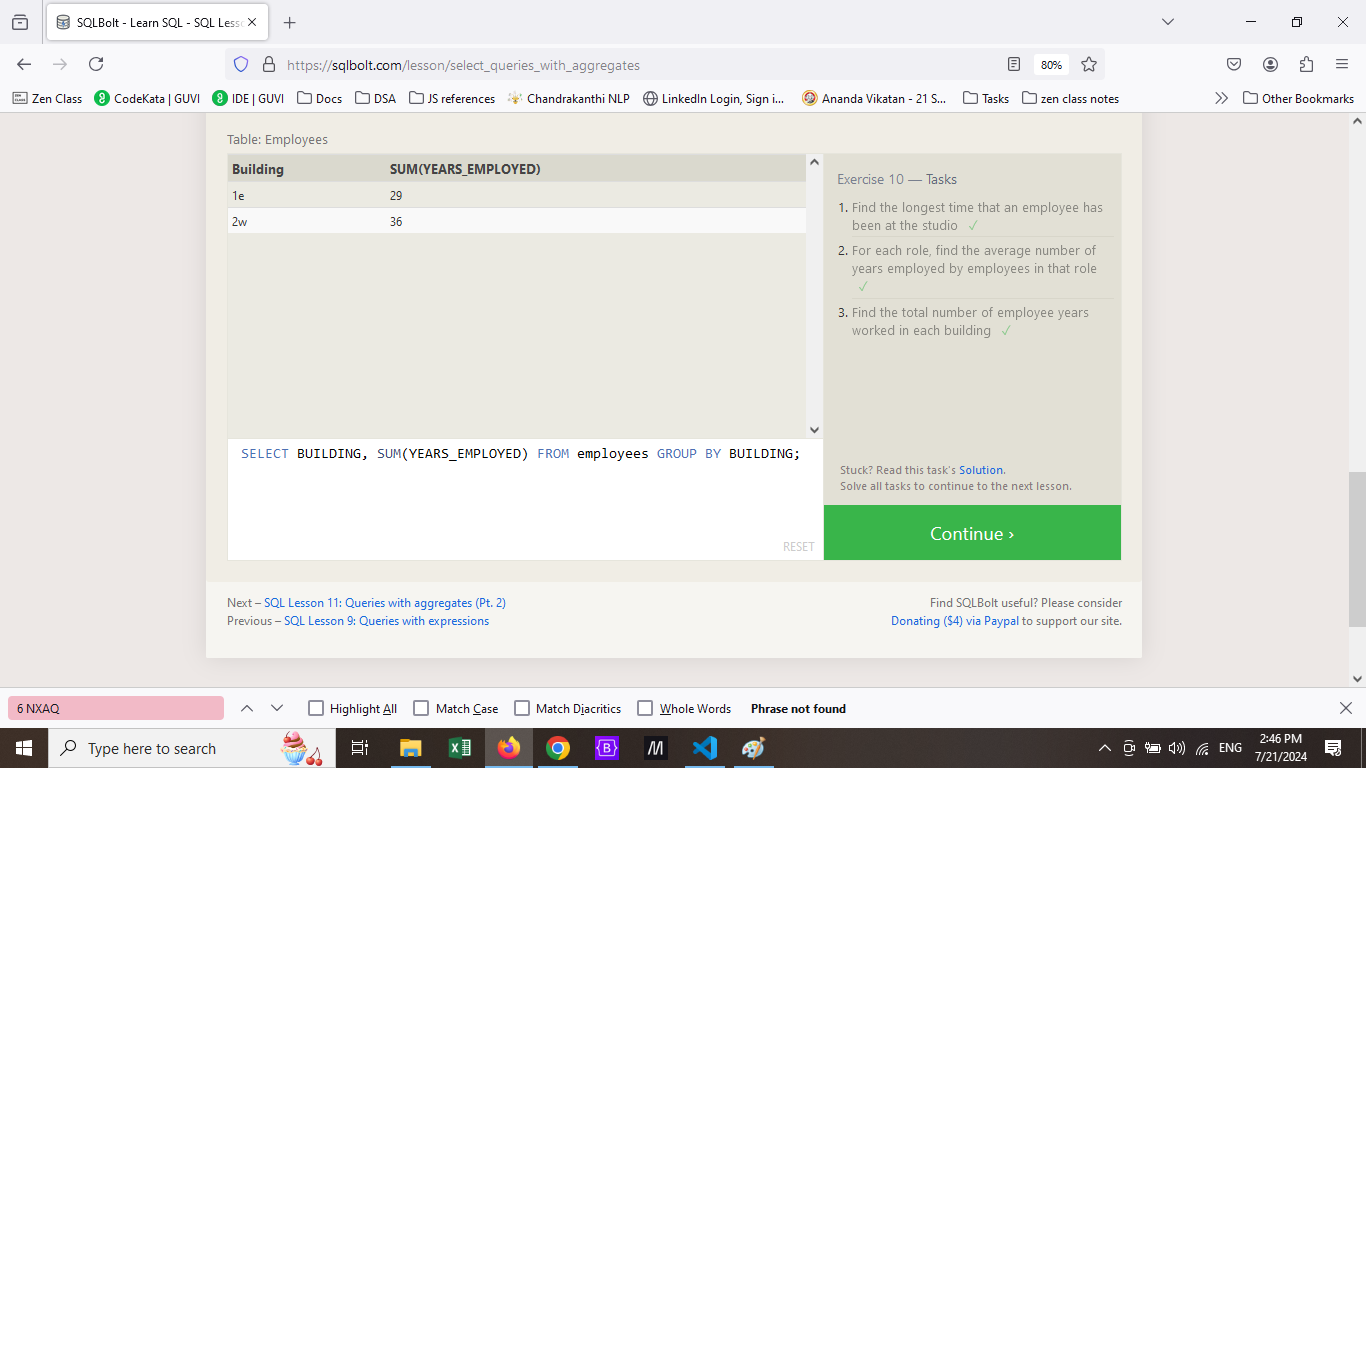 SQLBolt - Learn SQL - SQL Less
https://sqlbolt.com/lesson/select_queries_with_aggregates
80%
Zen Class
CodeKata | GUVI
IDE | GUVI
Docs
DSA
JS references
Chandrakanthi NLP
LinkedIn Login, Sign i...
Ananda Vikatan - 21 S...
Tasks
zen class notes
Other Bookmarks
Table: Employees
Building SUM(YEARS_EMPLOYED)
1e 29
2w 36
SELECT BUILDING, SUM(YEARS_EMPLOYED) FROM employees GROUP BY BUILDING;
RESET
Exercise 10 — Tasks
1. Find the longest time that an employee has
been at the studio ✓
2. For each role, find the average number of
years employed by employees in that role
✓
3. Find the total number of employee years
worked in each building ✓
Stuck? Read this task's Solution.
Solve all tasks to continue to the next lesson.
Continue ›
Next – SQL Lesson 11: Queries with aggregates (Pt. 2)
Previous – SQL Lesson 9: Queries with expressions
Find SQLBolt useful? Please consider
Donating ($4) via Paypal to support our site.
6 NXAQ
Highlight All
Match Case
Match Diacritics
Whole Words
Phrase not found
Type here to search
ENG
2:46 PM
7/21/2024